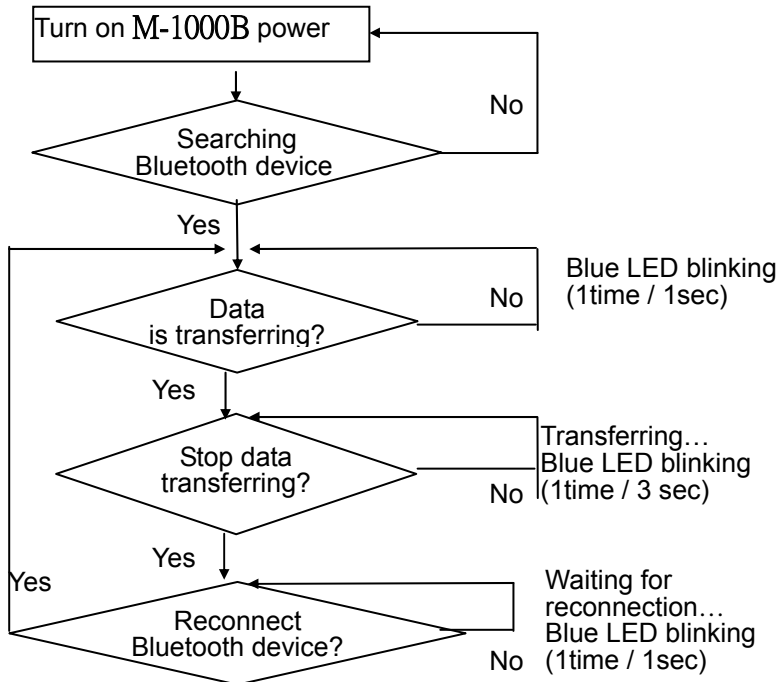 Turn on M-1000B power
No
Searching
Bluetooth device
Yes
Blue LED blinking
(1time / 1sec)
No
Data
is transferring?
Yes
Transferring…
Blue LED blinking
(1time / 3 sec)
No
Stop data
transferring?
Yes
Yes
Waiting for
reconnection…
Blue LED blinking
(1time / 1sec)
No
Reconnect
Bluetooth device?